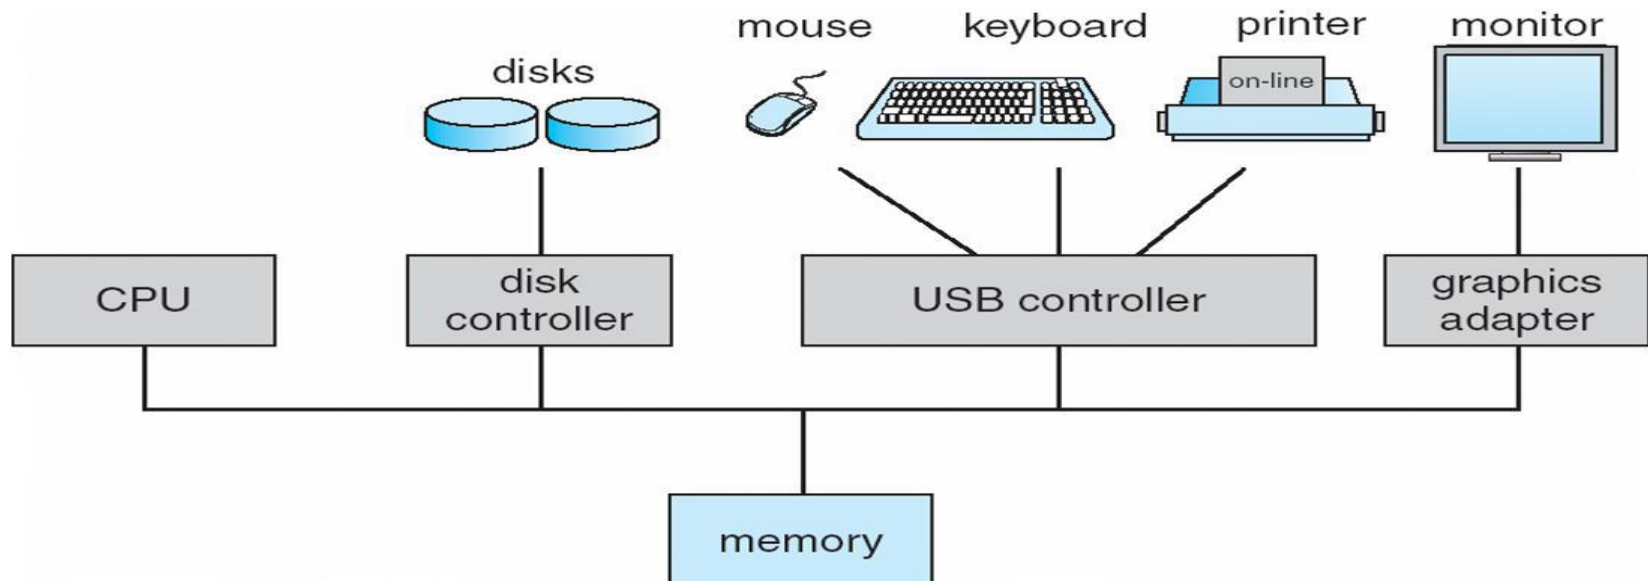 mouse
keyboard
printer
monitor
disks
on-line
CPU
disk
controller
USB controller
graphics
adapter
memory